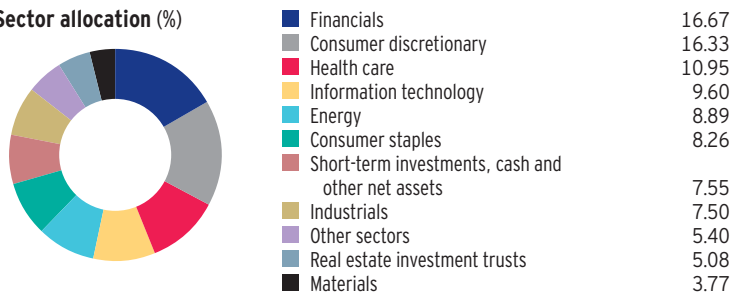 Sector allocation (%)
Financials 16.67
Consumer discretionary 16.33
Health care 10.95
Information technology 9.60
Energy 8.89
Consumer staples 8.26
Short-term investments, cash and
other net assets 7.55
Industrials 7.50
Other sectors 5.40
Real estate investment trusts 5.08
Materials 3.77